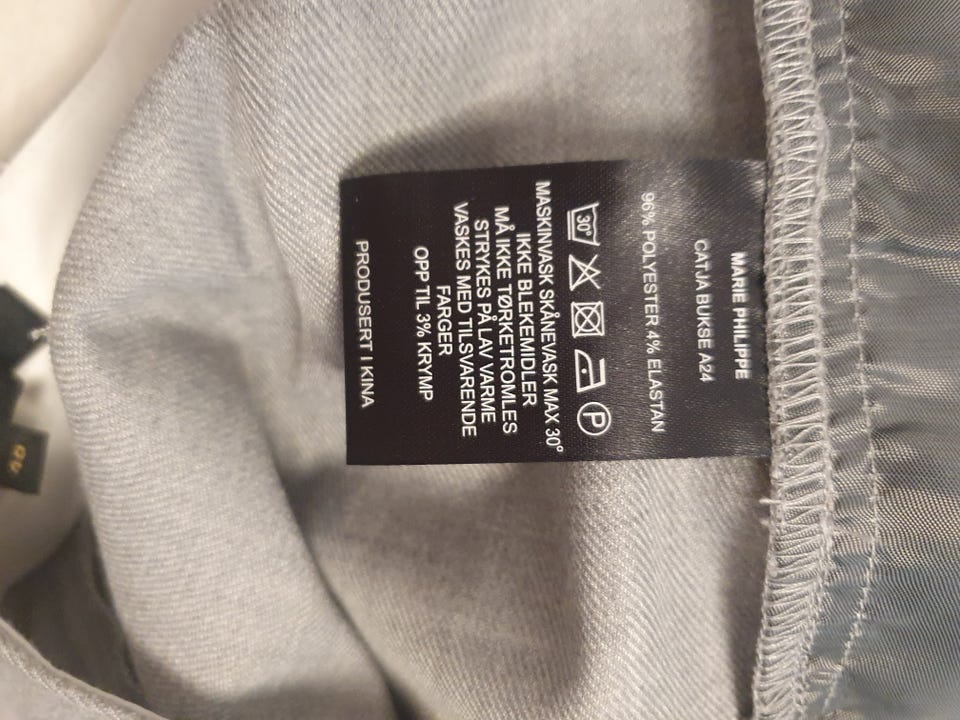 MARIE PHILIPPE
CATJA BUKSE A24
96% POLYESTER 4% ELASTAN
30° P
MASKINVASK SKÅNEVASK MAX 30°
IKKE BLEKEMIDLER
MÅ IKKE TØRKETROMLES
STRYKES PÅ LAV VARME
VASKES MED TILSVARENDE
FARGER
OPP TIL 3% KRYMP
PRODUSERT I KINA